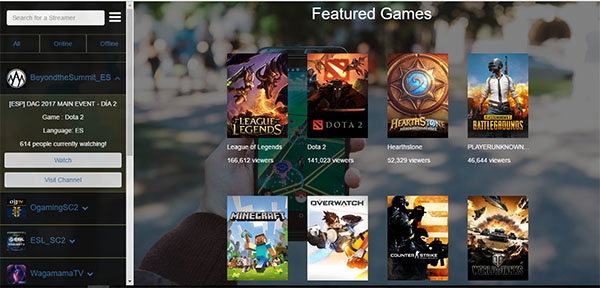 Search for a Streamer
All
Online
Offline
BeyondtheSummit_ES
[ESP] DAC 2017 MAIN EVENT - DÍA 2
Game : Dota 2
Language: ES
614 people currently watching!
Watch
Visit Channel
OgamingSC2
ESL_SC2
WagamamaTV
Featured Games
LEAGUE OF
LEGENDS
DOTA 2
HEARTHSTONE
PLAYERUNKNOWN'S
BATTLEGROUNDS
League of Legends
Dota 2
Hearthstone
PLAYERUNKNOWN...
166,612 viewers
141,023 viewers
52,329 viewers
46,644 viewers
MINECRAFT
OVERWATCH
COUNTER STRIKE
WORLD OF TANKS